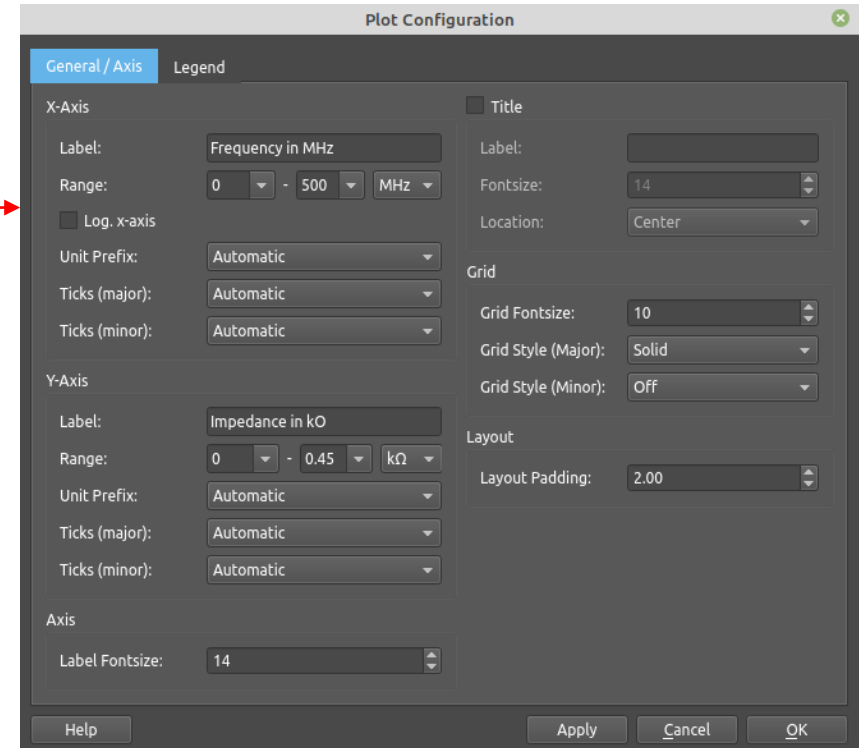 Plot Configuration
General / Axis
Legend
X-Axis
Label: Frequency in MHz
Range: 0 - 500 MHz
Log. x-axis
Unit Prefix: Automatic
Ticks (major): Automatic
Ticks (minor): Automatic
Y-Axis
Label: Impedance in kO
Range: 0 - 0.45 kΩ
Unit Prefix: Automatic
Ticks (major): Automatic
Ticks (minor): Automatic
Axis
Label Fontsize: 14
Title
Label:
Fontsize: 14
Location: Center
Grid
Grid Fontsize: 10
Grid Style (Major): Solid
Grid Style (Minor): Off
Layout
Layout Padding: 2.00
Help
Apply
Cancel
OK